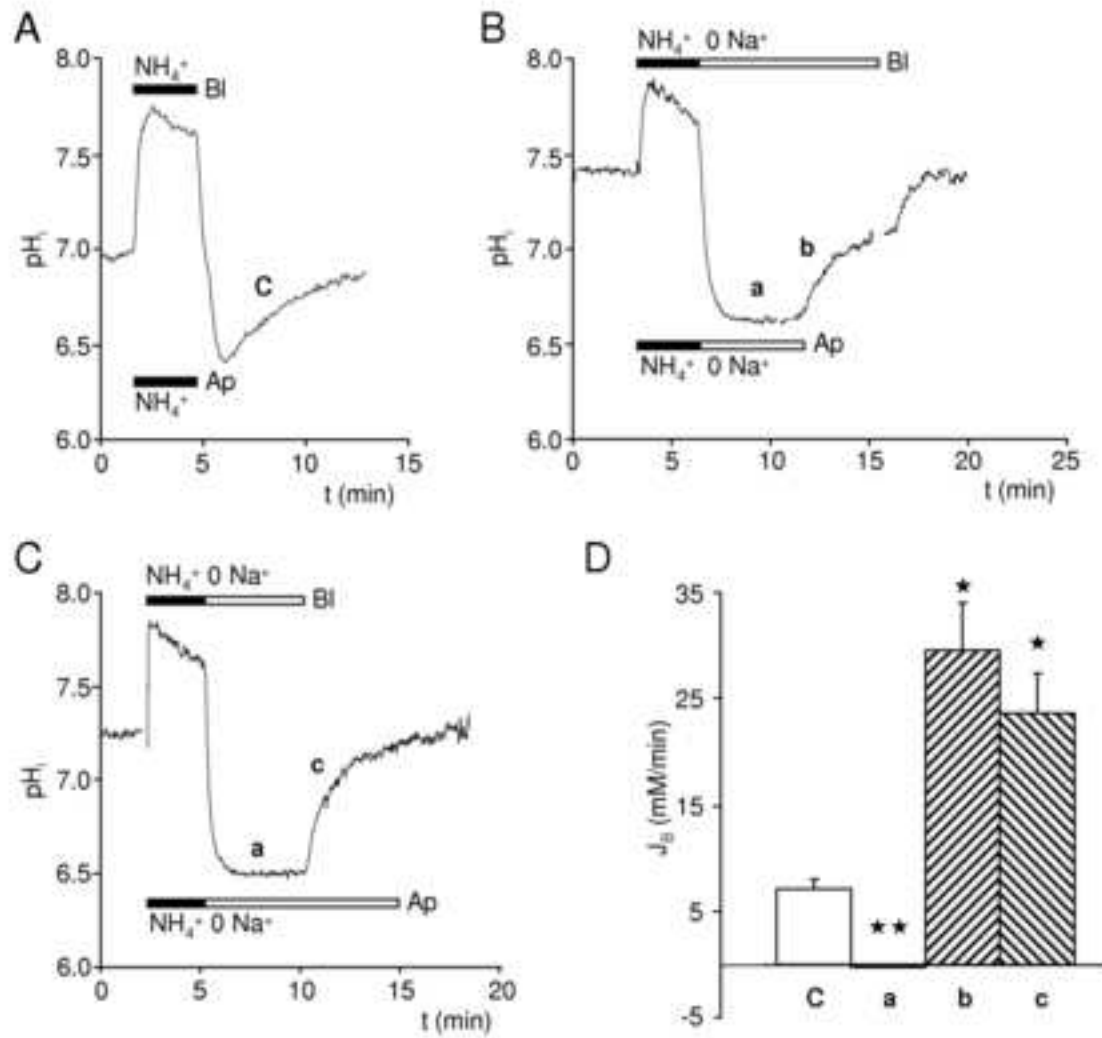 A
8.0
7.5
7.0
6.5
6.0
pHᵢ
NH₄⁺
Bl
C
Ap
NH₄⁺
0
5
10
15
t (min)
B
8.0
7.5
7.0
6.5
6.0
pHᵢ
NH₄⁺ 0 Na⁺
Bl
b
a
Ap
NH₄⁺ 0 Na⁺
0
5
10
15
20
25
t (min)
C
8.0
7.5
7.0
6.5
6.0
pHᵢ
NH₄⁺ 0 Na⁺
Bl
c
a
Ap
NH₄⁺ 0 Na⁺
0
5
10
15
20
t (min)
D
35
25
15
5
-5
J_B (mM/min)
★
★
★★
C
a
b
c